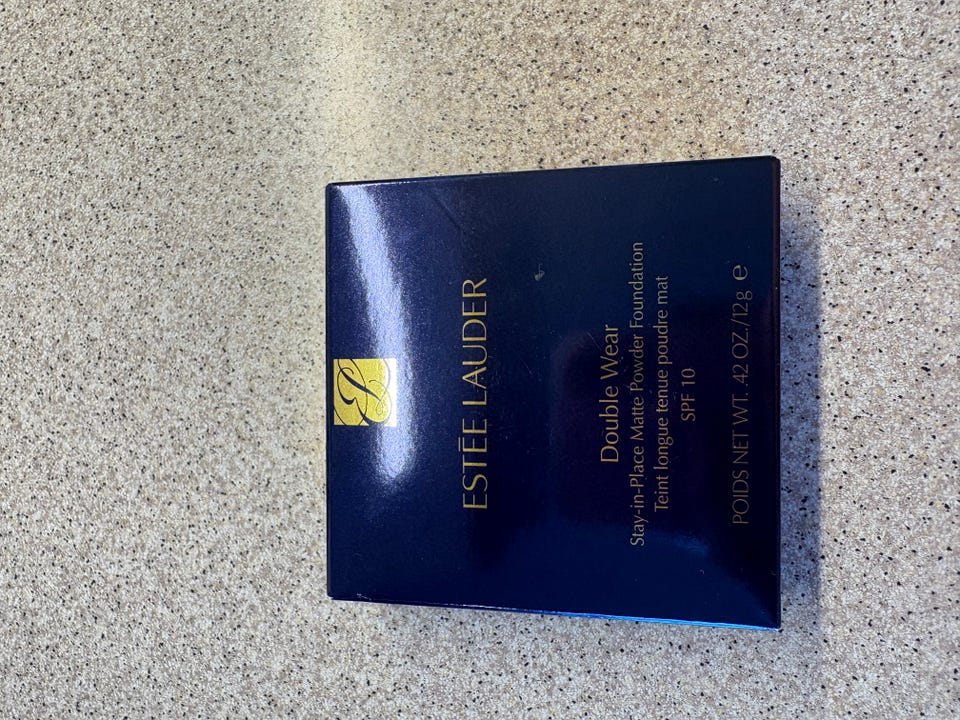 ESTĒE LAUDER
Double Wear
Stay-in-Place Matte Powder Foundation
Teint longue tenue poudre mat
SPF 10
POIDS NET WT. .42 OZ./12g e